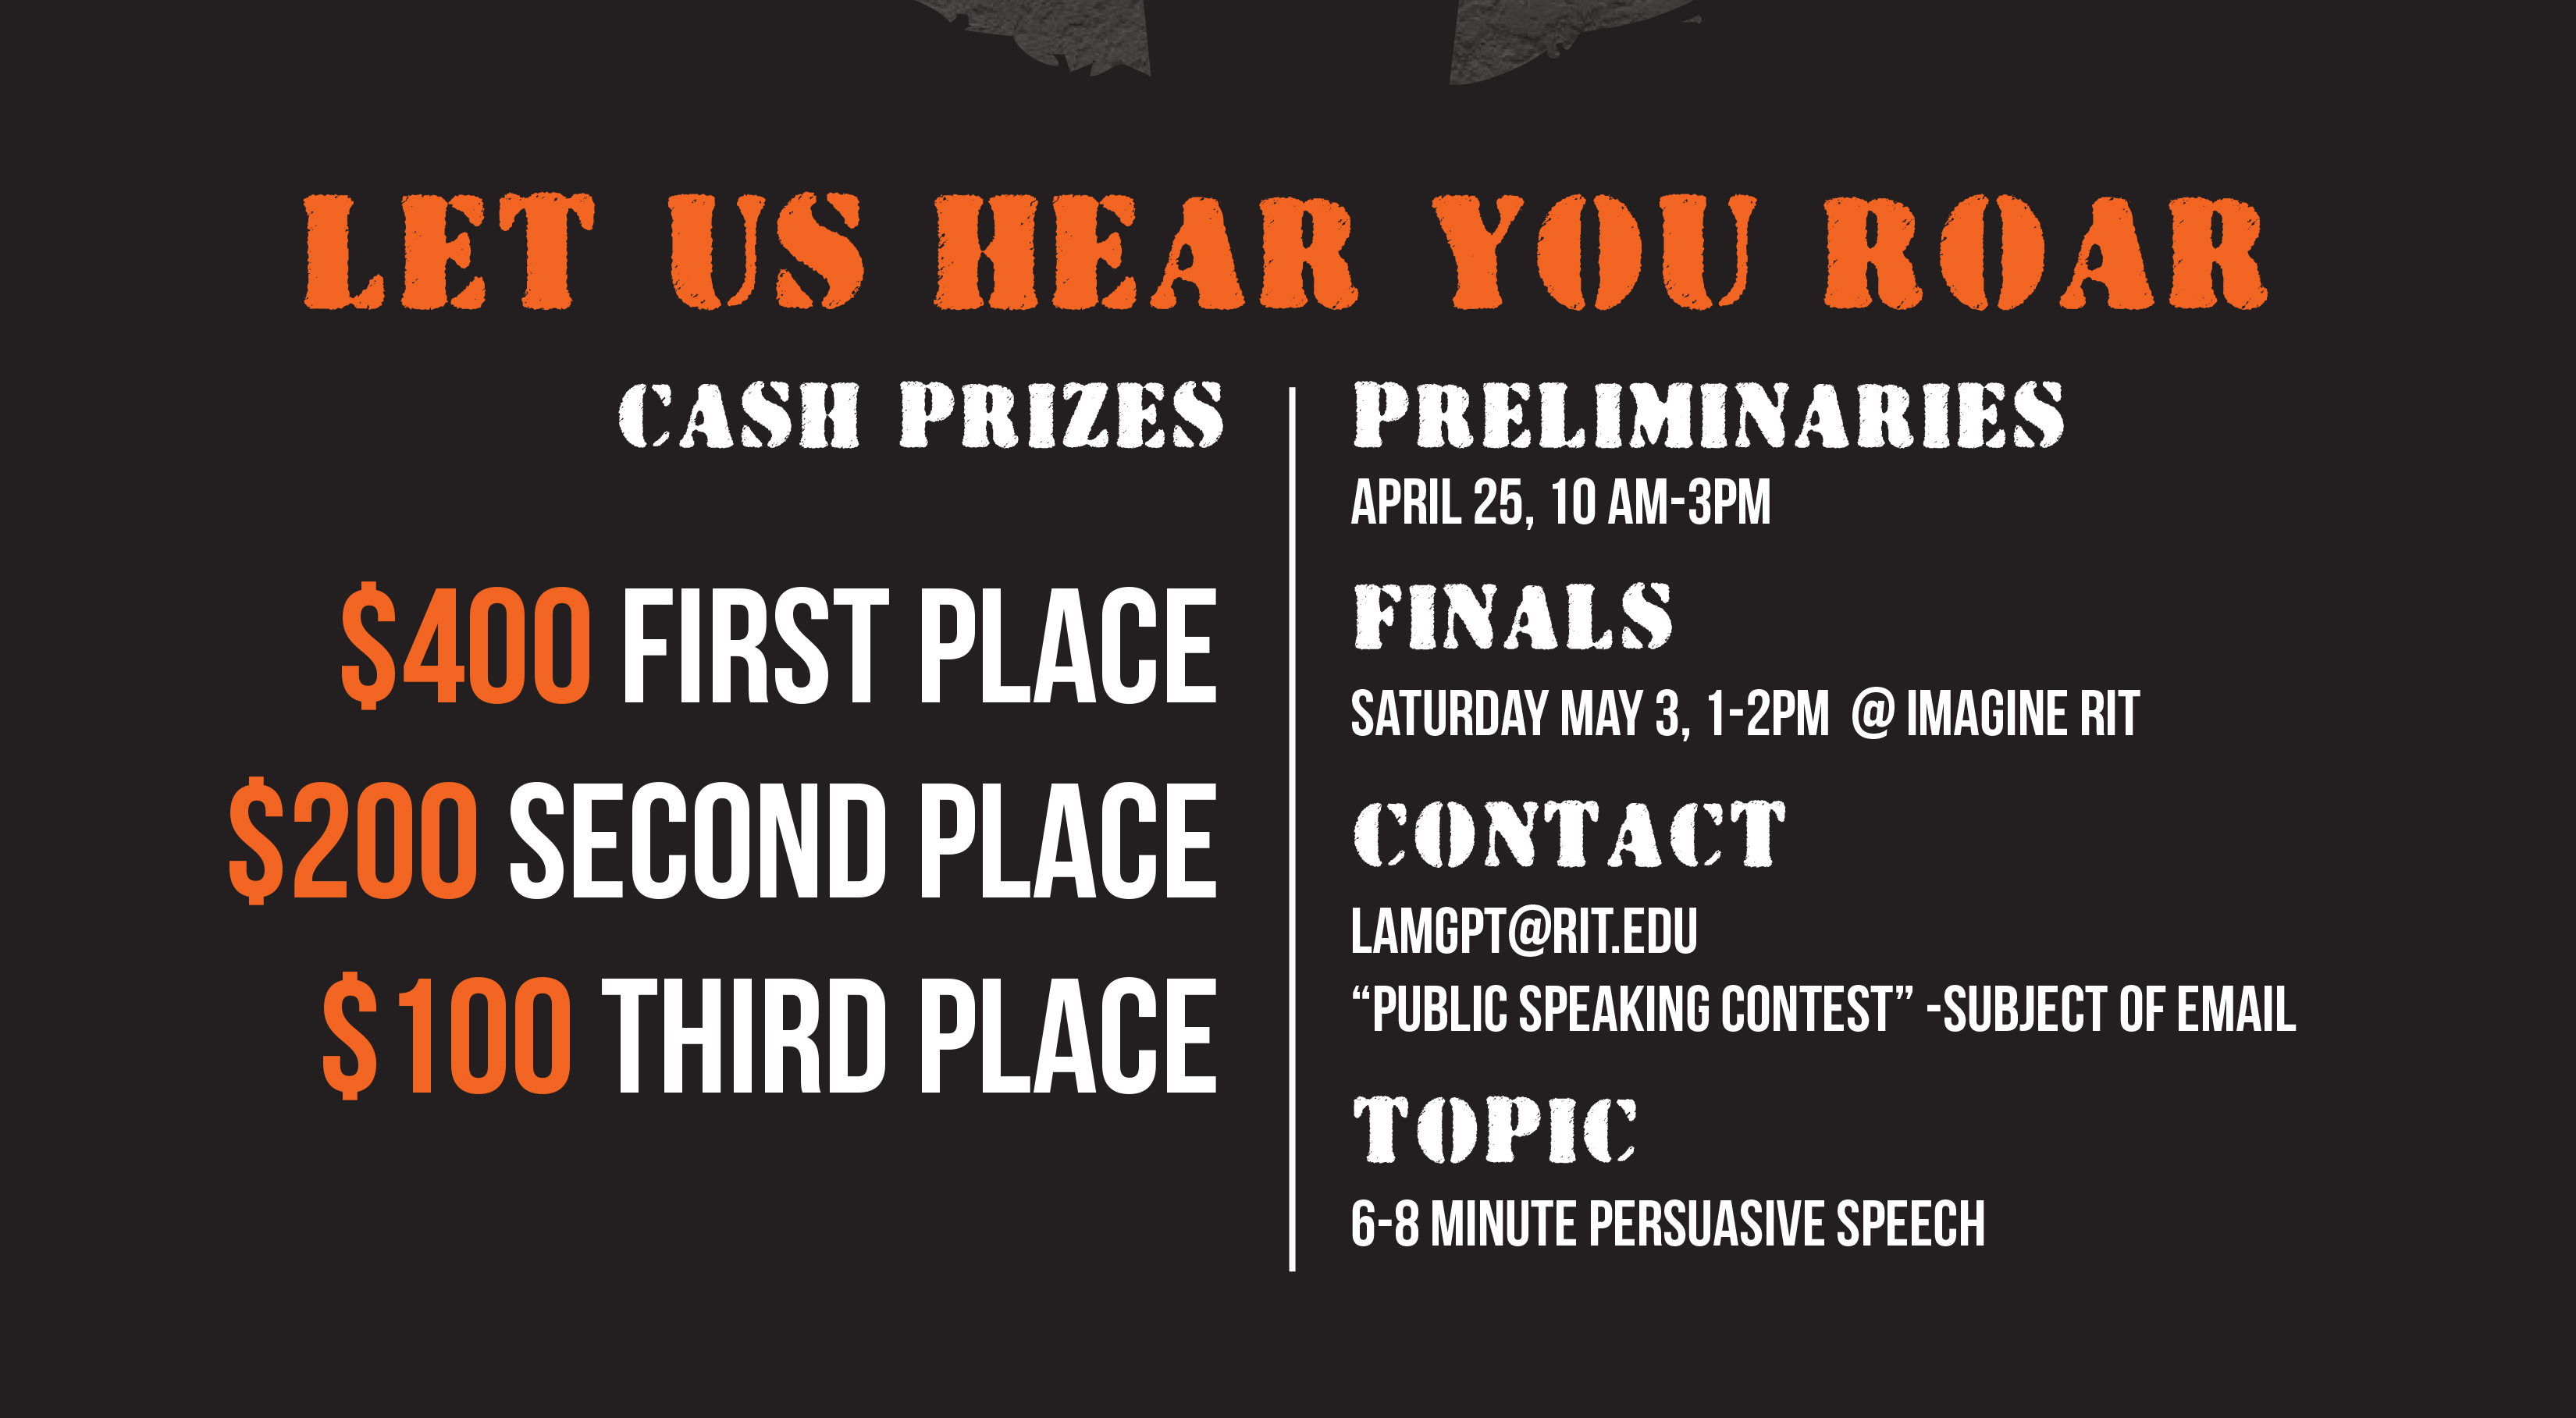 LET US HEAR YOU ROAR
CASH PRIZES
$400 FIRST PLACE
$200 SECOND PLACE
$100 THIRD PLACE
PRELIMINARIES
APRIL 25, 10 AM-3PM
FINALS
SATURDAY MAY 3, 1-2PM @ IMAGINE RIT
CONTACT
LAMGPT@RIT.EDU
“PUBLIC SPEAKING CONTEST” -SUBJECT OF EMAIL
TOPIC
6-8 MINUTE PERSUASIVE SPEECH